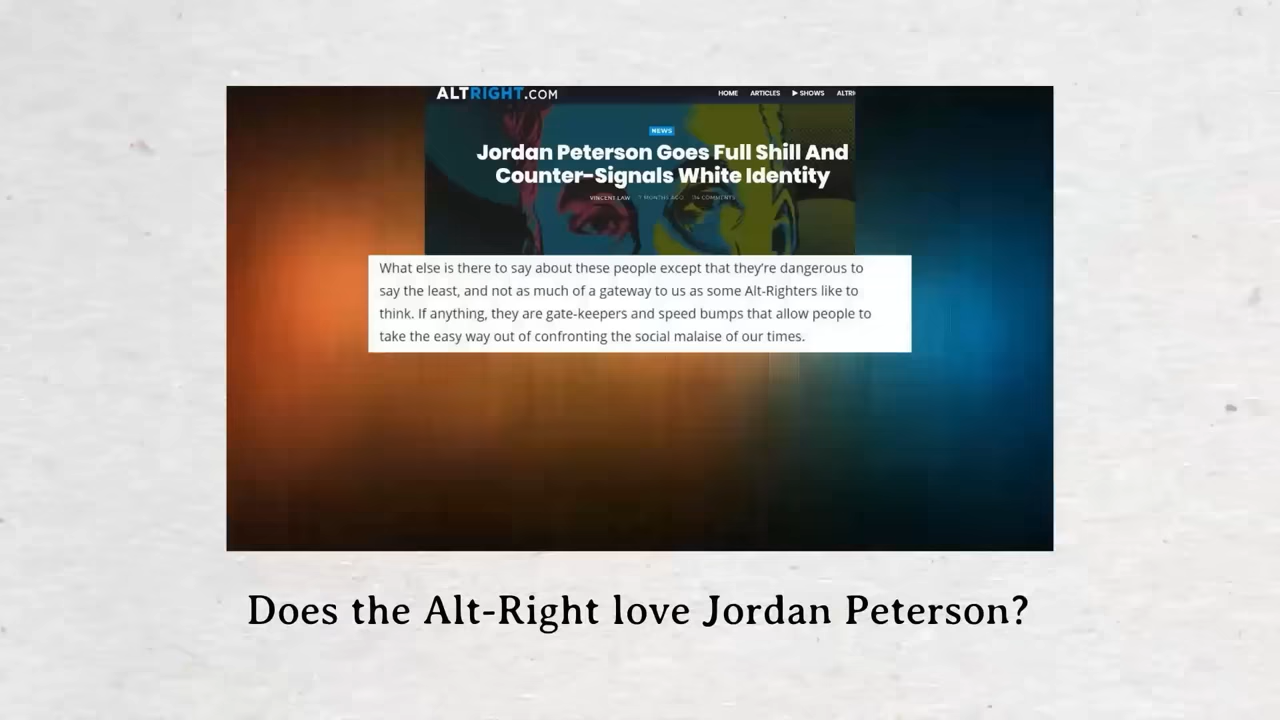 ALTRIGHT.COM
HOME ARTICLES SHOWS ALTRI
NEWS
Jordan Peterson Goes Full Shill And
Counter-Signals White Identity
VINCENT LAW MONTHS AGO COMMENTS
What else is there to say about these people except that they're dangerous to
say the least, and not as much of a gateway to us as some Alt-Righters like to
think. If anything, they are gate-keepers and speed bumps that allow people to
take the easy way out of confronting the social malaise of our times.
Does the Alt-Right love Jordan Peterson?